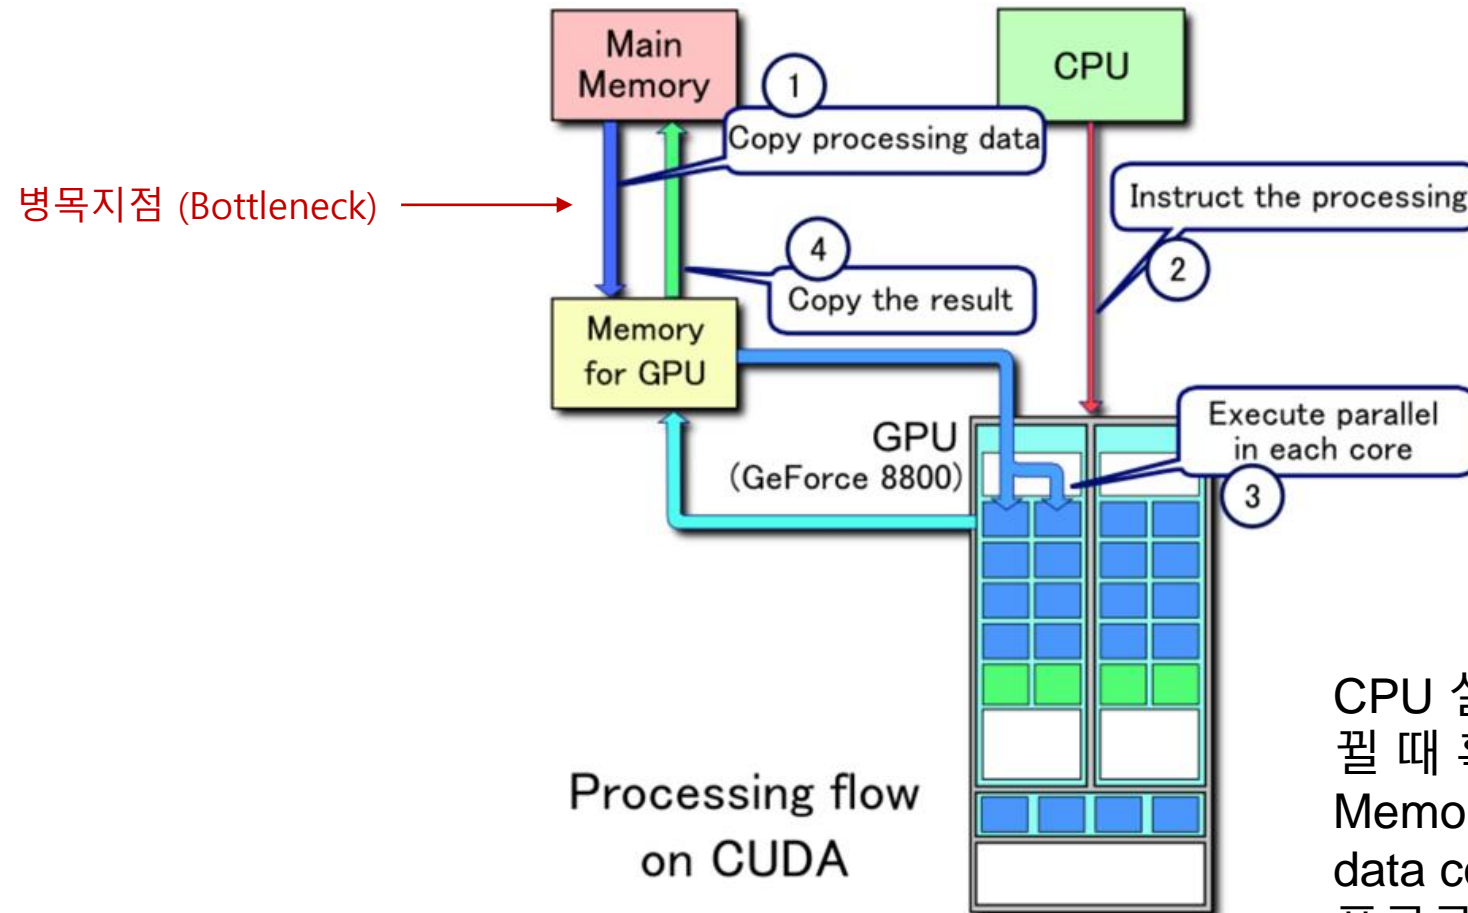 Main
Memory
CPU
1
Copy processing data
병목지점 (Bottleneck)
Instruct the processing
2
4
Copy the result
Memory
for GPU
GPU
(GeForce 8800)
Execute parallel
in each core
3
Processing flow
on CUDA
CPU
뀔 때
Memo
data